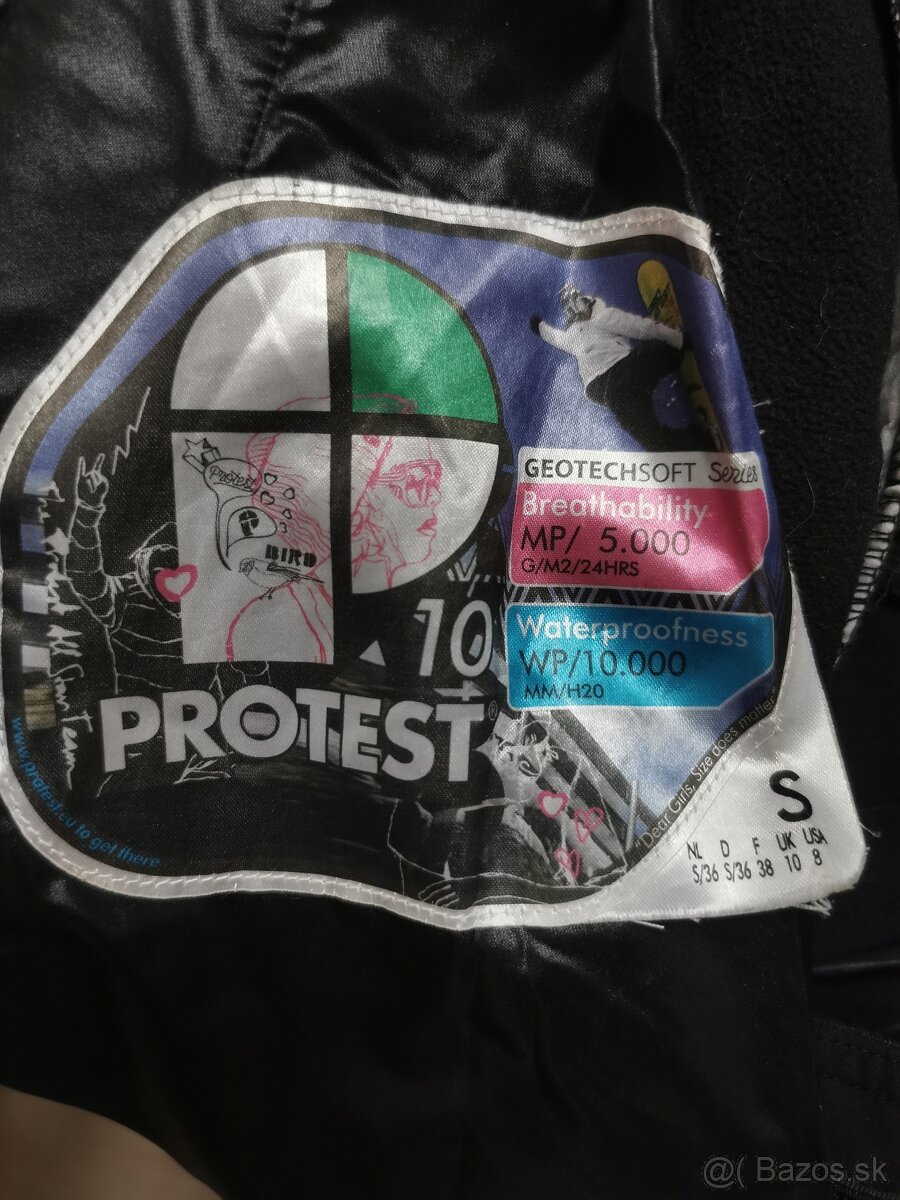 GEOTECHSOFT Series
Breathability
MP/ 5.000
G/M2/24HRS
Waterproofness
WP/10.000
MM/H20
Protest
BIRD
10
PROTEST®
Team
www.protest.eu to get there
"Dear Girls, Size does matter"
S
NL D F UK USA
S/36 S/36 38 10 8
@( Bazos.sk